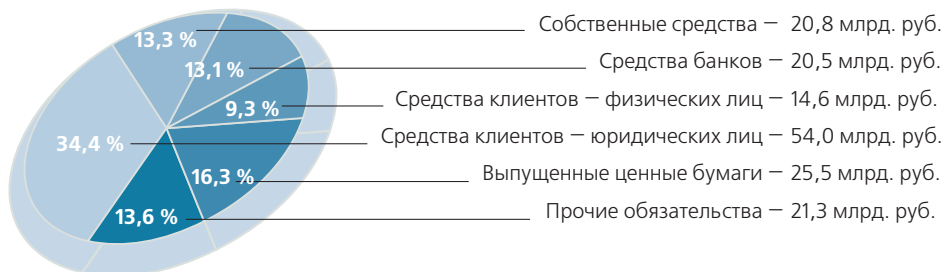 13,3 % Собственные средства — 20,8 млрд. руб.
13,1 % Средства банков — 20,5 млрд. руб.
9,3 % Средства клиентов — физических лиц — 14,6 млрд. руб.
34,4 % Средства клиентов — юридических лиц — 54,0 млрд. руб.
16,3 % Выпущенные ценные бумаги — 25,5 млрд. руб.
13,6 % Прочие обязательства — 21,3 млрд. руб.